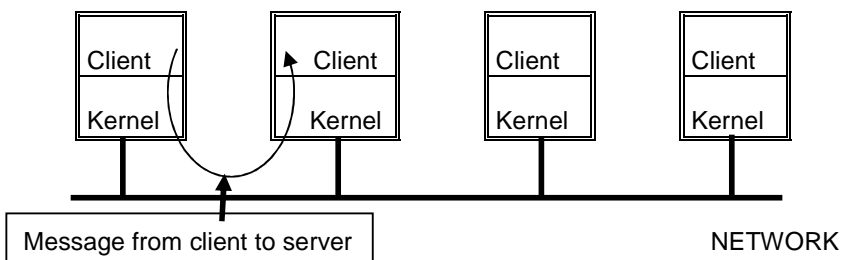 Client Client Client Client
Kernel Kernel Kernel Kernel
Message from client to server NETWORK